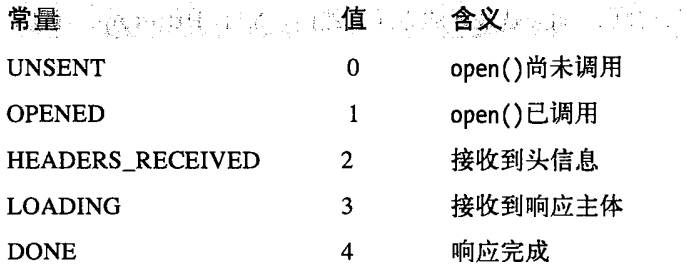 常量 值 含义
UNSENT 0 open()尚未调用
OPENED 1 open()已调用
HEADERS_RECEIVED 2 接收到头信息
LOADING 3 接收到响应主体
DONE 4 响应完成